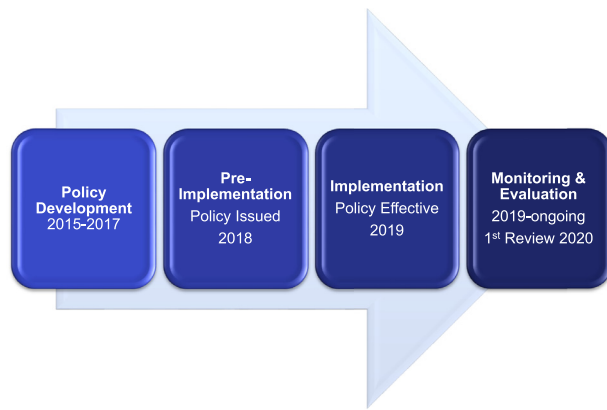 Policy
Development
2015-2017
Pre-
Implementation
Policy Issued
2018
Implementation
Policy Effective
2019
Monitoring &
Evaluation
2019-ongoing
1st Review 2020